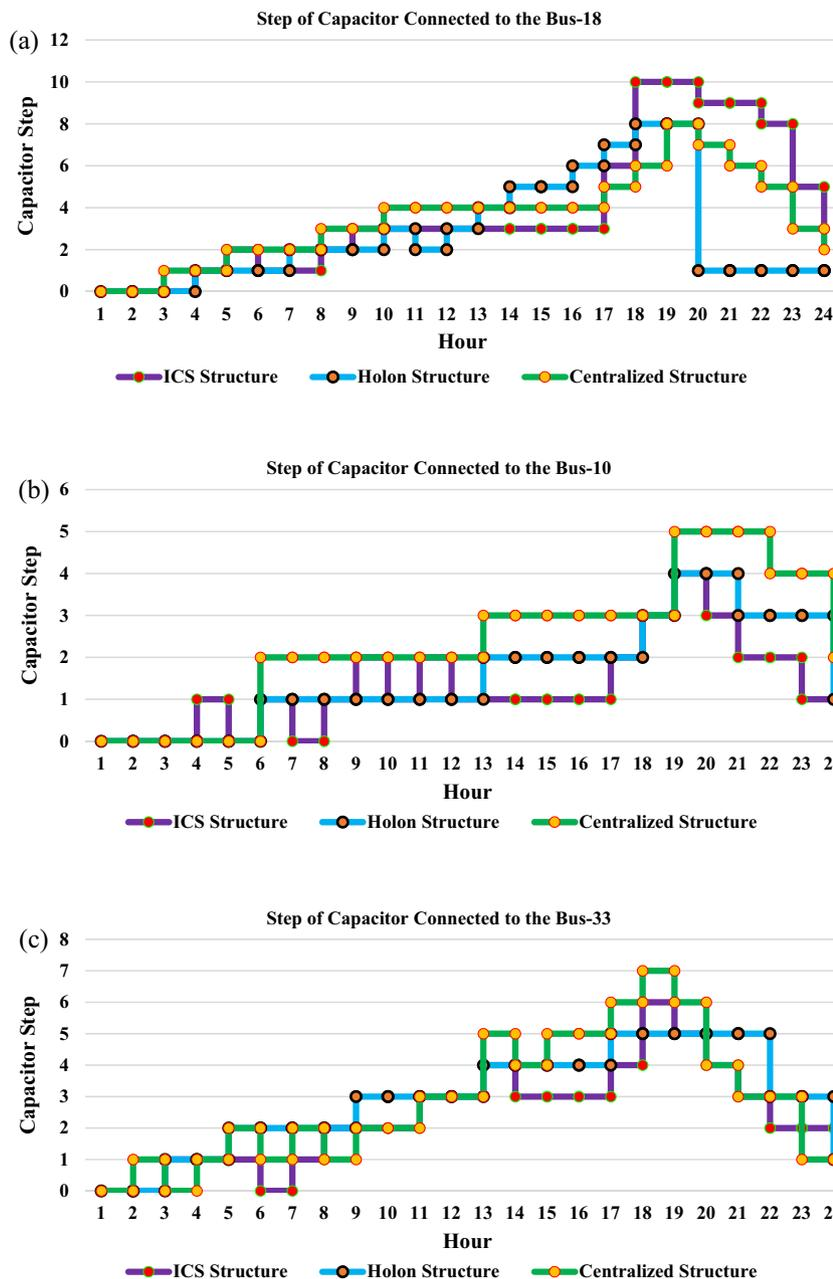 (a)
Step of Capacitor Connected to the Bus-18
Capacitor Step
12
10
8
6
4
2
0
1 2 3 4 5 6 7 8 9 10 11 12 13 14 15 16 17 18 19 20 21 22 23 24
Hour
ICS Structure Holon Structure Centralized Structure
(b)
Step of Capacitor Connected to the Bus-10
Capacitor Step
6
5
4
3
2
1
0
1 2 3 4 5 6 7 8 9 10 11 12 13 14 15 16 17 18 19 20 21 22 23 2
Hour
ICS Structure Holon Structure Centralized Structure
(c)
Step of Capacitor Connected to the Bus-33
Capacitor Step
8
7
6
5
4
3
2
1
0
1 2 3 4 5 6 7 8 9 10 11 12 13 14 15 16 17 18 19 20 21 22 23 2
Hour
ICS Structure Holon Structure Centralized Structure